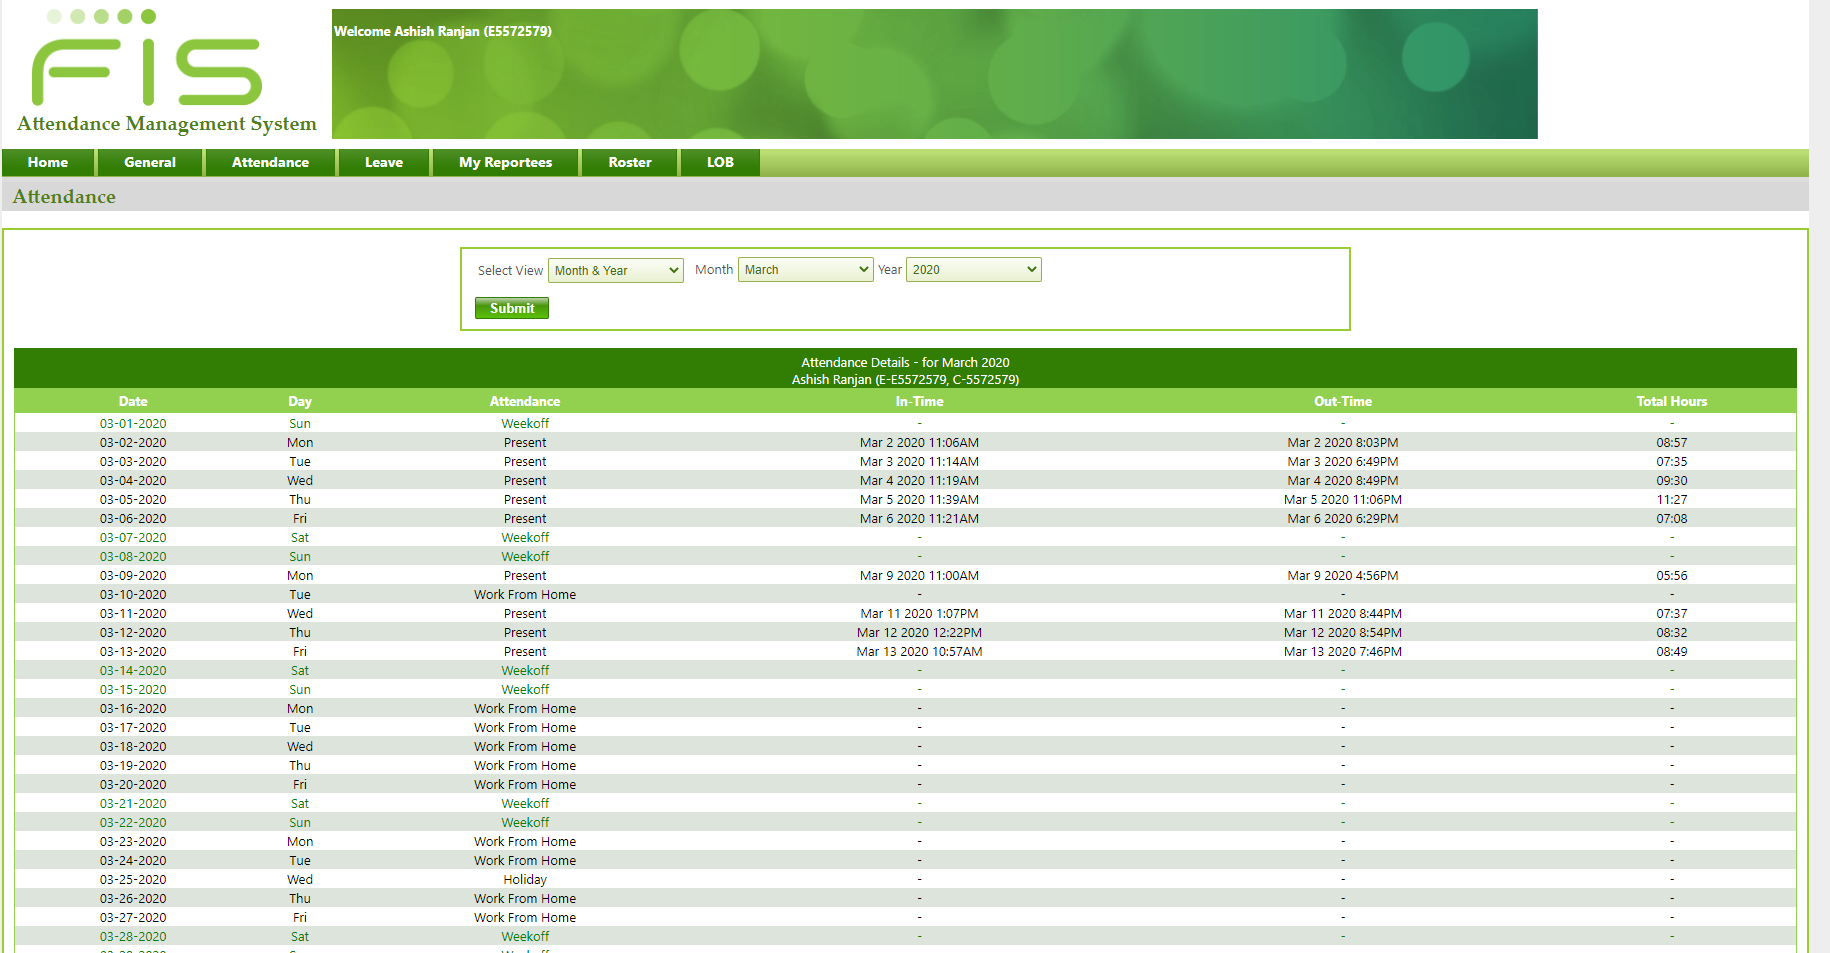 FIS
Attendance Management System
Welcome Ashish Ranjan (E5572579)
Home General Attendance Leave My Reportees Roster LOB
Attendance
Select View Month & Year Month March Year 2020
Submit
Attendance Details - for March 2020
Ashish Ranjan (E-E5572579, C-5572579)
Date Day Attendance In-Time Out-Time Total Hours
03-01-2020 Sun Weekoff - - -
03-02-2020 Mon Present Mar 2 2020 11:06AM Mar 2 2020 8:03PM 08:57
03-03-2020 Tue Present Mar 3 2020 11:14AM Mar 3 2020 6:49PM 07:35
03-04-2020 Wed Present Mar 4 2020 11:19AM Mar 4 2020 8:49PM 09:30
03-05-2020 Thu Present Mar 5 2020 11:39AM Mar 5 2020 11:06PM 11:27
03-06-2020 Fri Present Mar 6 2020 11:21AM Mar 6 2020 6:29PM 07:08
03-07-2020 Sat Weekoff - - -
03-08-2020 Sun Weekoff - - -
03-09-2020 Mon Present Mar 9 2020 11:00AM Mar 9 2020 4:56PM 05:56
03-10-2020 Tue Work From Home - - -
03-11-2020 Wed Present Mar 11 2020 1:07PM Mar 11 2020 8:44PM 07:37
03-12-2020 Thu Present Mar 12 2020 12:22PM Mar 12 2020 8:54PM 08:32
03-13-2020 Fri Present Mar 13 2020 10:57AM Mar 13 2020 7:46PM 08:49
03-14-2020 Sat Weekoff - - -
03-15-2020 Sun Weekoff - - -
03-16-2020 Mon Work From Home - - -
03-17-2020 Tue Work From Home - - -
03-18-2020 Wed Work From Home - - -
03-19-2020 Thu Work From Home - - -
03-20-2020 Fri Work From Home - - -
03-21-2020 Sat Weekoff - - -
03-22-2020 Sun Weekoff - - -
03-23-2020 Mon Work From Home - - -
03-24-2020 Tue Work From Home - - -
03-25-2020 Wed Holiday - - -
03-26-2020 Thu Work From Home - - -
03-27-2020 Fri Work From Home - - -
03-28-2020 Sat Weekoff - - -